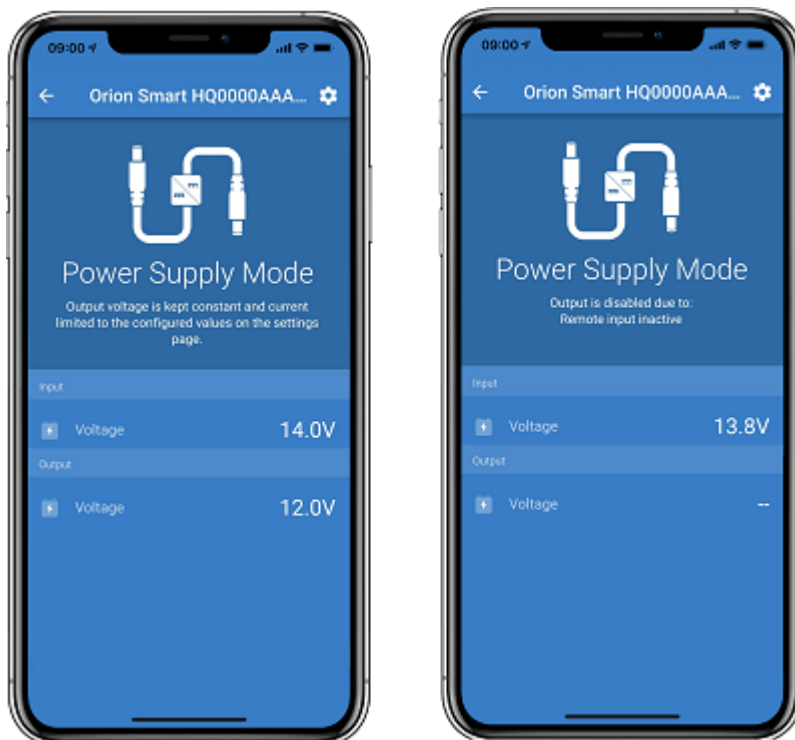 09:00
Orion Smart HQ0000AAA...
Power Supply Mode
Output voltage is kept constant and current
limited to the configured values on the settings
page.
Input
Voltage 14.0V
Output
Voltage 12.0V
09:00
Orion Smart HQ0000AAA...
Power Supply Mode
Output is disabled due to:
Remote input inactive
Input
Voltage 13.8V
Output
Voltage --